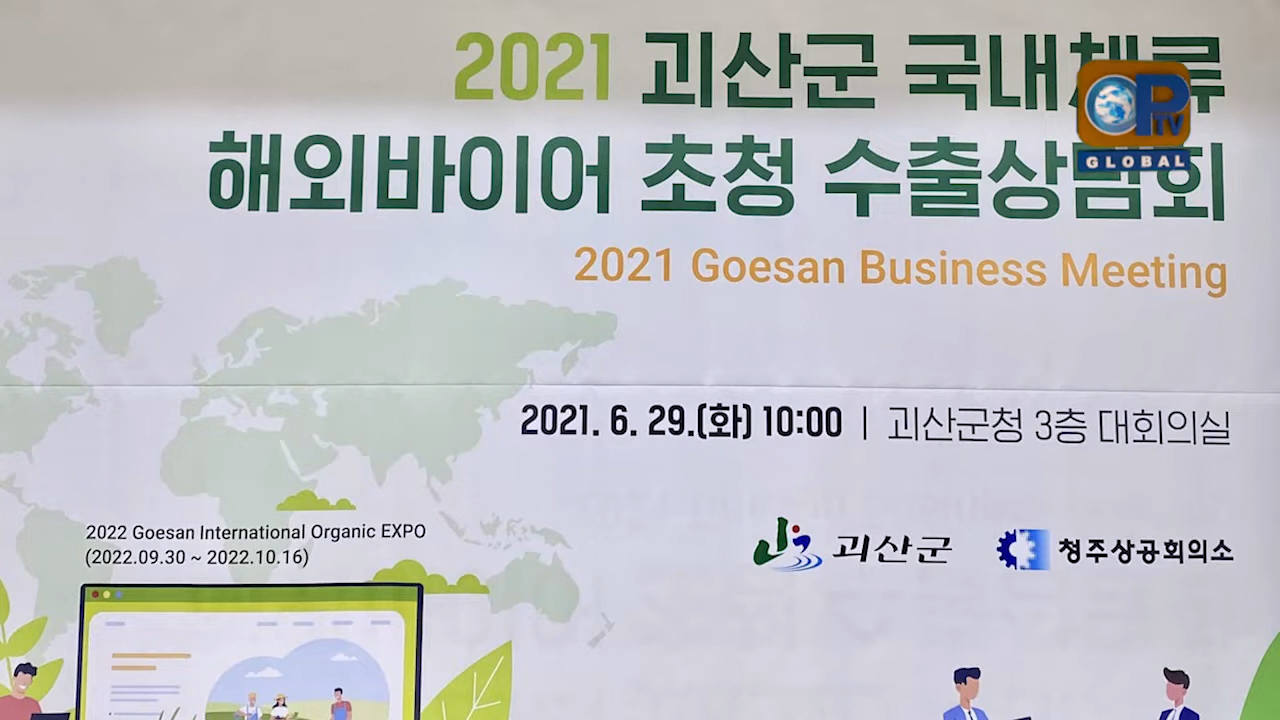 2021 괴산군 국내체류
해외바이어 초청 수출상담회
2021 Goesan Business Meeting
2021. 6. 29.(화) 10:00 | 괴산군청 3층 대회의실
2022 Goesan International Organic EXPO
(2022.09.30 ~ 2022.10.16)
괴산군
청주상공회의소
OPTV
GLOBAL